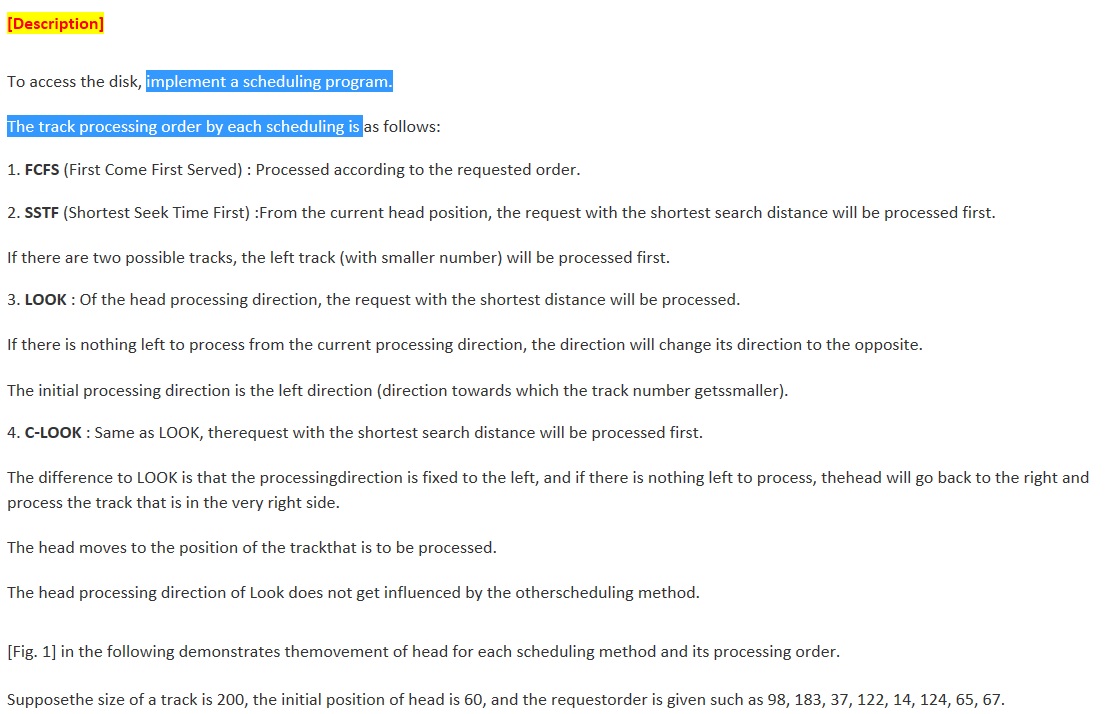 [Description]
To access the disk, implement a scheduling program.
The track processing order by each scheduling is as follows:
1. FCFS (First Come First Served) : Processed according to the requested order.
2. SSTF (Shortest Seek Time First) :From the current head position, the request with the shortest search distance will be processed first.
If there are two possible tracks, the left track (with smaller number) will be processed first.
3. LOOK : Of the head processing direction, the request with the shortest distance will be processed.
If there is nothing left to process from the current processing direction, the direction will change its direction to the opposite.
The initial processing direction is the left direction (direction towards which the track number getssmaller).
4. C-LOOK : Same as LOOK, therequest with the shortest search distance will be processed first.
The difference to LOOK is that the processingdirection is fixed to the left, and if there is nothing left to process, thehead will go back to the right and
process the track that is in the very right side.
The head moves to the position of the trackthat is to be processed.
The head processing direction of Look does not get influenced by the otherscheduling method.
[Fig. 1] in the following demonstrates themovement of head for each scheduling method and its processing order.
Supposethe size of a track is 200, the initial position of head is 60, and the requestorder is given such as 98, 183, 37, 122, 14, 124, 65, 67.